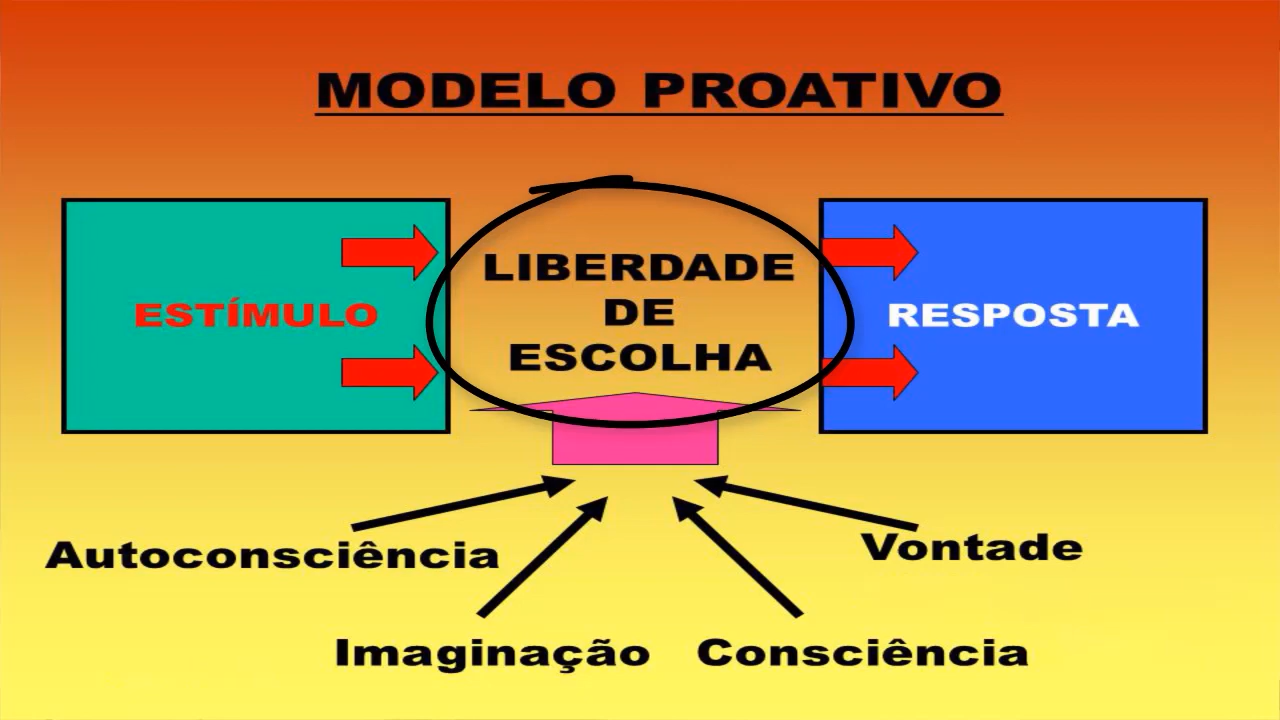 MODELO PROATIVO
ESTÍMULO
LIBERDADE
DE
ESCOLHA
RESPOSTA
Autoconsciência
Vontade
Imaginação
Consciência